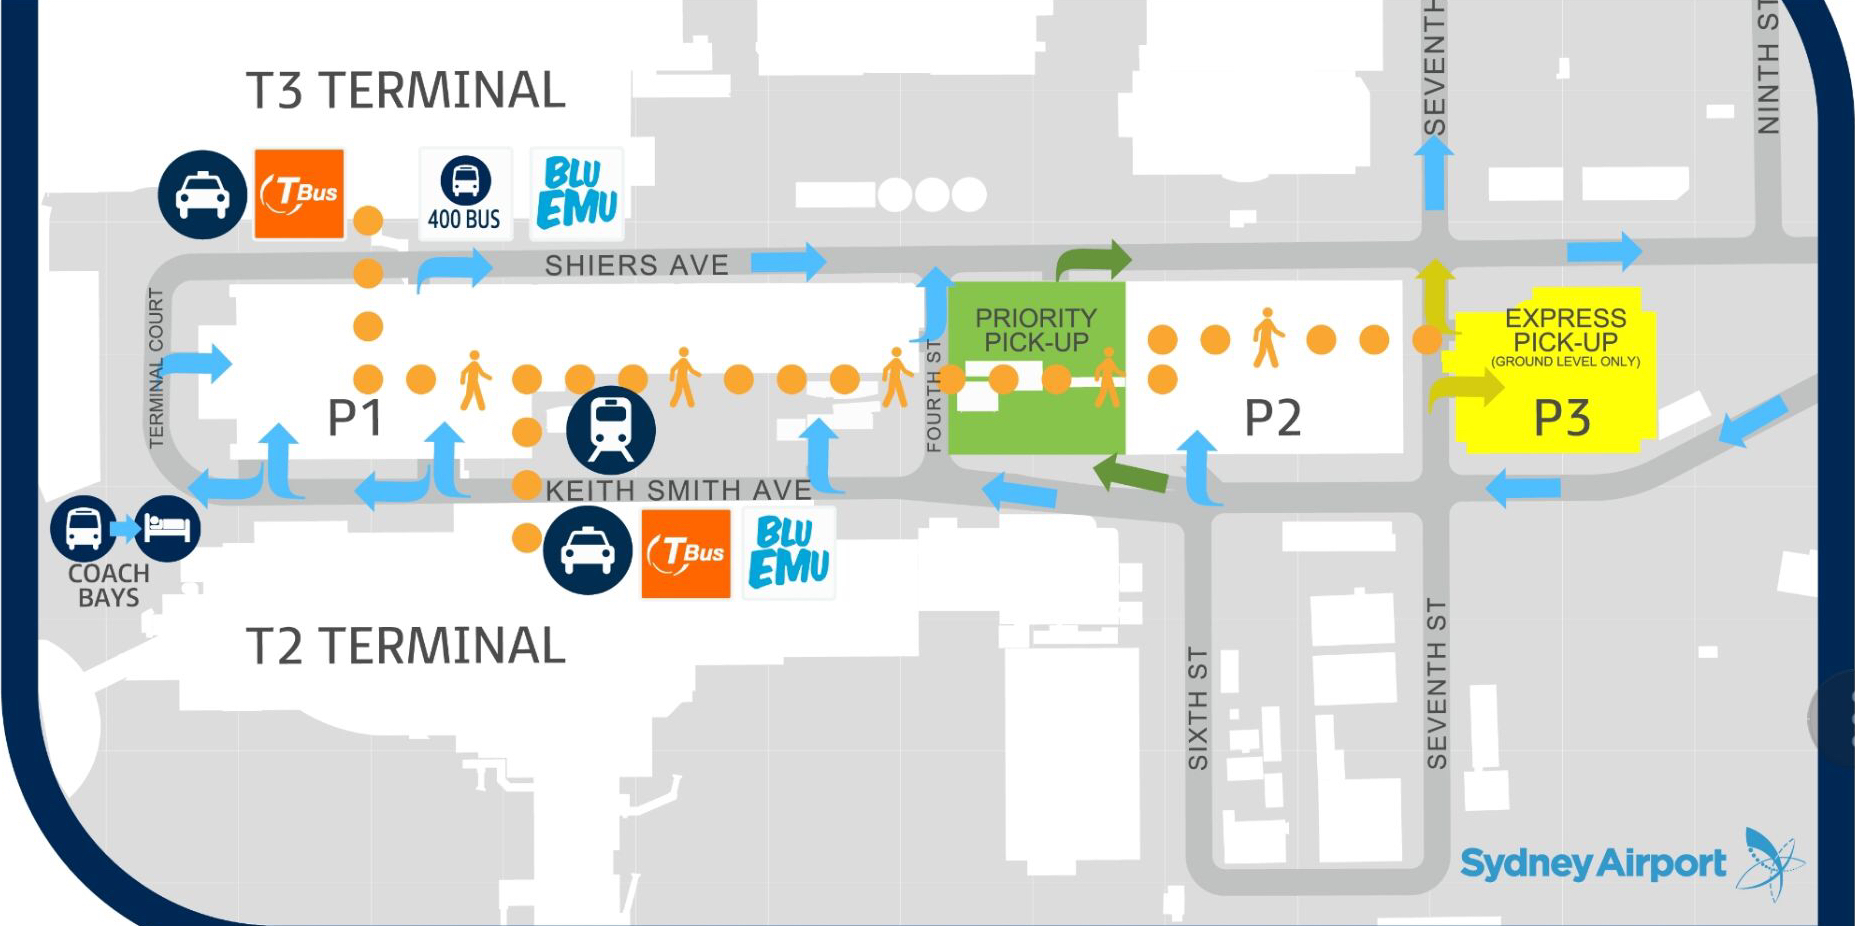 T3 TERMINAL
TBus
400 BUS
BLU
EMU
SEVENTH
NINTH ST
SHIERS AVE
TERMINAL COURT
FOURTH ST
PRIORITY
PICK-UP
EXPRESS
PICK-UP
(GROUND LEVEL ONLY)
P1
P2
P3
KEITH SMITH AVE
COACH
BAYS
TBus
BLU
EMU
T2 TERMINAL
SIXTH ST
SEVENTH ST
Sydney Airport